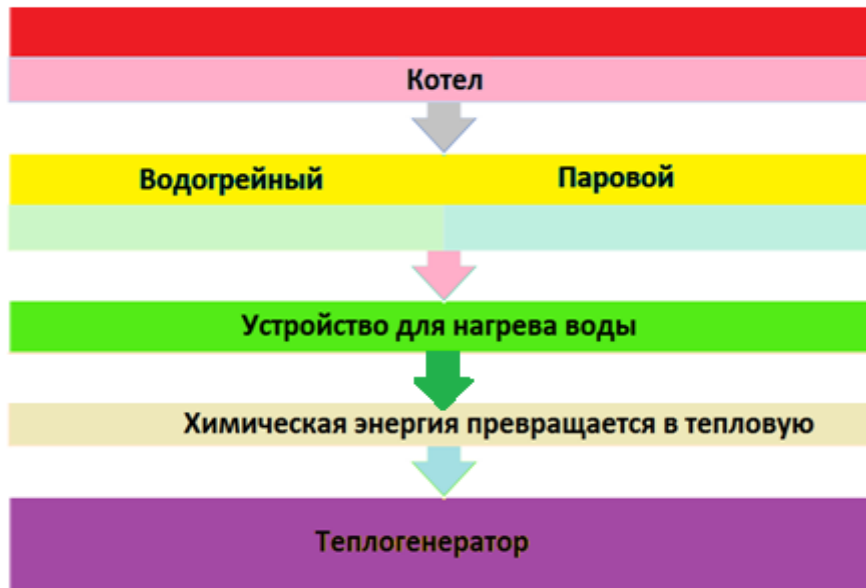 Котел
Водогрейный Паровой
Устройство для нагрева воды
Химическая энергия превращается в тепловую
Теплогенератор